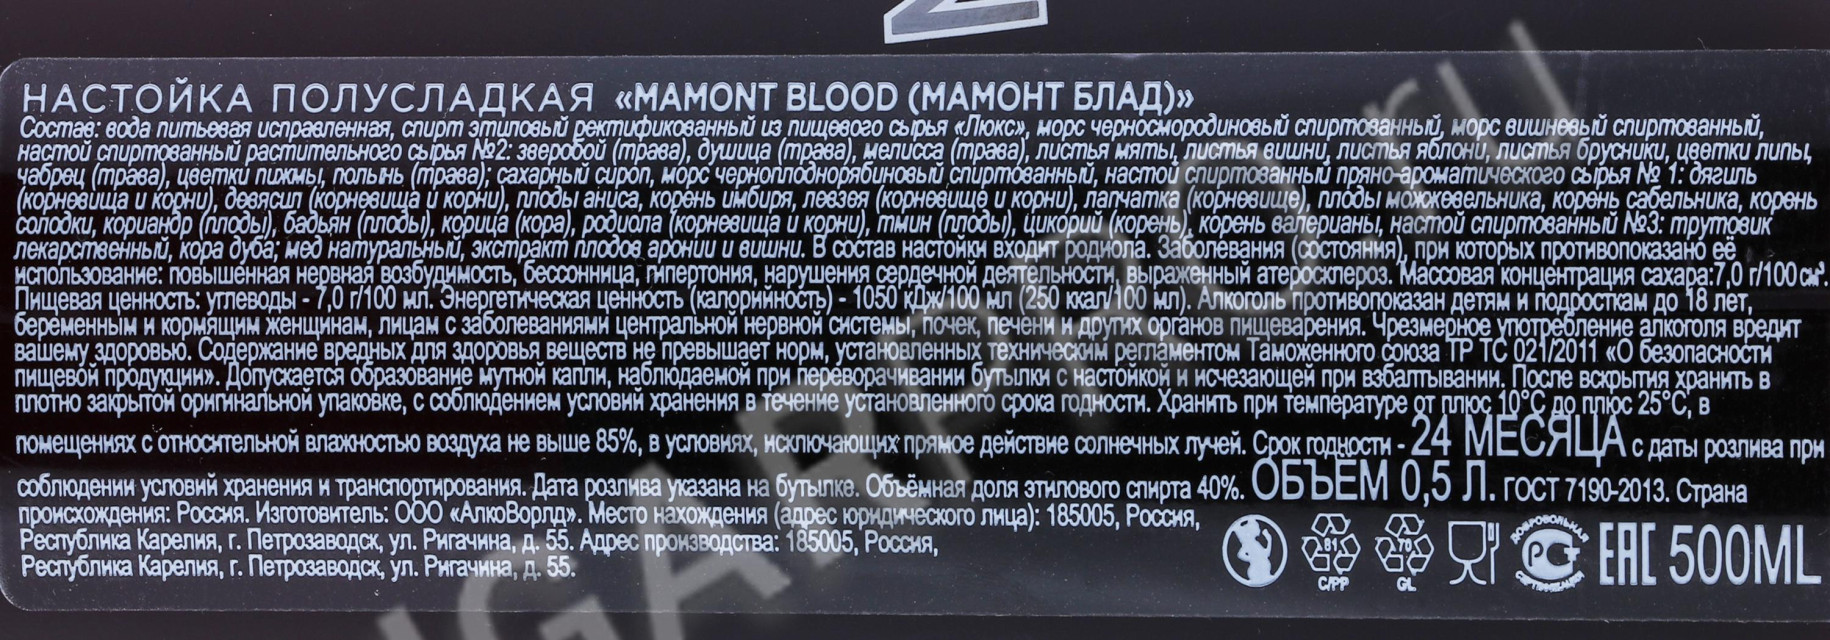 НАСТОЙКА ПОЛУСЛАДКАЯ «MAMONT BLOOD (МАМОНТ БЛАД)»
Состав: вода питьевая исправленная, спирт этиловый ректификованный из пищевого сырья «Люкс», морс черносмородиновый спиртованный, морс вишневый спиртованный,
настой спиртованный растительного сырья №2: зверобой (трава), душица (трава), мелисса (трава), листья мяты, листья вишни, листья яблони, листья брусники, цветки липы,
чабрец (трава), цветки пижмы, полынь (трава); сахарный сироп, морс черноплоднорябиновый спиртованный, настой спиртованный пряно-ароматического сырья № 1: дягиль
(корневища и корни), девясил (корневища и корни), плоды аниса, корень имбиря, левзея (корневище и корни), лапчатка (корневище), плоды можжевельника, корень сабельника, корень
солодки, кориандр (плоды), бадьян (плоды), корица (кора), родиола (корневища и корни), тмин (плоды), цикорий (корень), корень валерианы, настой спиртованный №3: трутовик
лекарственный, кора дуба; мед натуральный, экстракт плодов аронии и вишни. В состав настойки входит родиола. Заболевания (состояния), при которых противопоказано её
использование: повышенная нервная возбудимость, бессонница, гипертония, нарушения сердечной деятельности, выраженный атеросклероз. Массовая концентрация сахара:7,0 г/100 см³.
Пищевая ценность: углеводы - 7,0 г/100 мл. Энергетическая ценность (калорийность) - 1050 кДж/100 мл (250 ккал/100 мл). Алкоголь противопоказан детям и подросткам до 18 лет,
беременным и кормящим женщинам, лицам с заболеваниями центральной нервной системы, почек, печени и других органов пищеварения. Чрезмерное употребление алкоголя вредит
вашему здоровью. Содержание вредных для здоровья веществ не превышает норм, установленных техническим регламентом Таможенного союза ТР ТС 021/2011 «О безопасности
пищевой продукции». Допускается образование мутной капли, наблюдаемой при переворачивании бутылки с настойкой и исчезающей при взбалтывании. После вскрытия хранить в
плотно закрытой оригинальной упаковке, с соблюдением условий хранения в течение установленного срока годности. Хранить при температуре от плюс 10°С до плюс 25°С, в
помещениях с относительной влажностью воздуха не выше 85%, в условиях, исключающих прямое действие солнечных лучей. Срок годности - 24 МЕСЯЦА с даты розлива при
соблюдении условий хранения и транспортирования. Дата розлива указана на бутылке. Объёмная доля этилового спирта 40%. ОБЪЁМ 0,5 Л. ГОСТ 7190-2013. Страна
происхождения: Россия. Изготовитель: ООО «АлкоВорлд». Место нахождения (адрес юридического лица): 185005, Россия,
Республика Карелия, г. Петрозаводск, ул. Ригачина, д. 55. Адрес производства: 185005, Россия,
Республика Карелия, г. Петрозаводск, ул. Ригачина, д. 55.
81 C/PP
70 GL
ДОБРОВОЛЬНАЯ РСТ СЕРТИФИКАЦИЯ
EAC 500ML
IGARPRO.ru